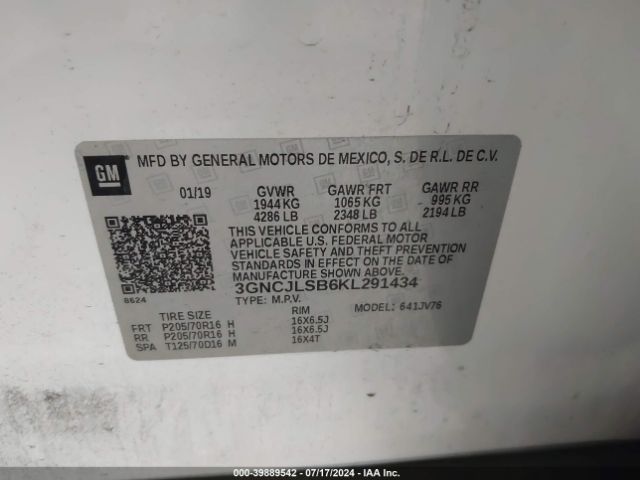 GM MFD BY GENERAL MOTORS DE MEXICO, S. DE R.L. DE C.V.
01/19 GVWR GAWR FRT GAWR RR
1944 KG 1065 KG 995 KG
4286 LB 2348 LB 2194 LB
THIS VEHICLE CONFORMS TO ALL
APPLICABLE U.S. FEDERAL MOTOR
VEHICLE SAFETY AND THEFT PREVENTION
STANDARDS IN EFFECT ON THE DATE OF
MANUFACTURE SHOWN ABOVE.
3GNCJLSB6KL291434
8624 TYPE: M.P.V. MODEL: 641JV76
TIRE SIZE RIM
FRT P205/70R16 H 16X6.5J
RR P205/70R16 H 16X6.5J
SPA T125/70D16 M 16X4T
000-39889542 / 07/17/2024 - IAA Inc.